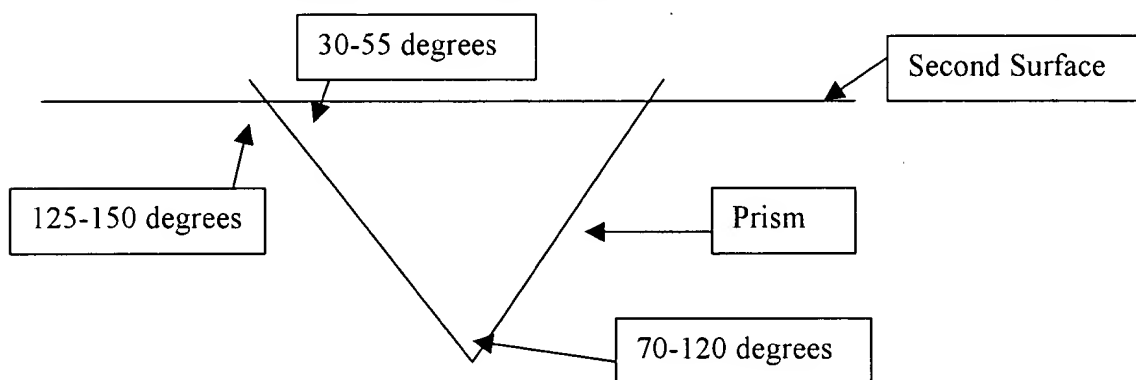 30-55 degrees
Second Surface
125-150 degrees
Prism
70-120 degrees